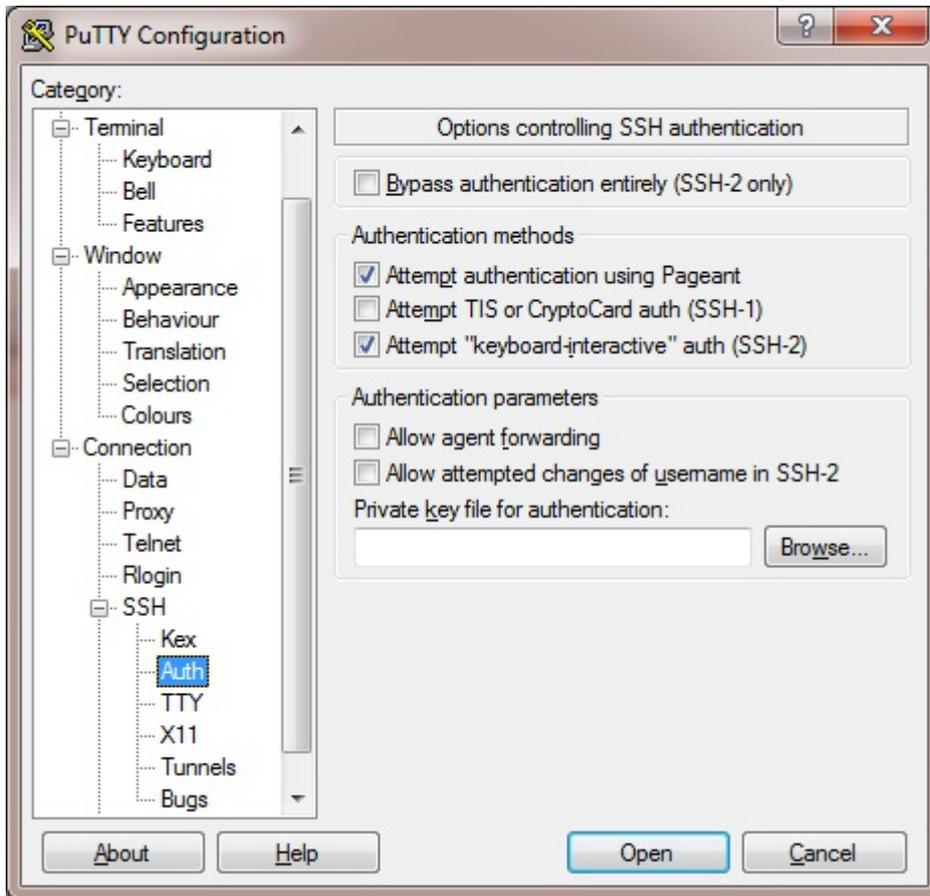 PuTTY Configuration
?
X
Category:
Terminal
Keyboard
Bell
Features
Window
Appearance
Behaviour
Translation
Selection
Colours
Connection
Data
Proxy
Telnet
Rlogin
SSH
Kex
Auth
TTY
X11
Tunnels
Bugs
Options controlling SSH authentication
Bypass authentication entirely (SSH-2 only)
Authentication methods
Attempt authentication using Pageant
Attempt TIS or CryptoCard auth (SSH-1)
Attempt "keyboard-interactive" auth (SSH-2)
Authentication parameters
Allow agent forwarding
Allow attempted changes of username in SSH-2
Private key file for authentication:
Browse...
About
Help
Open
Cancel